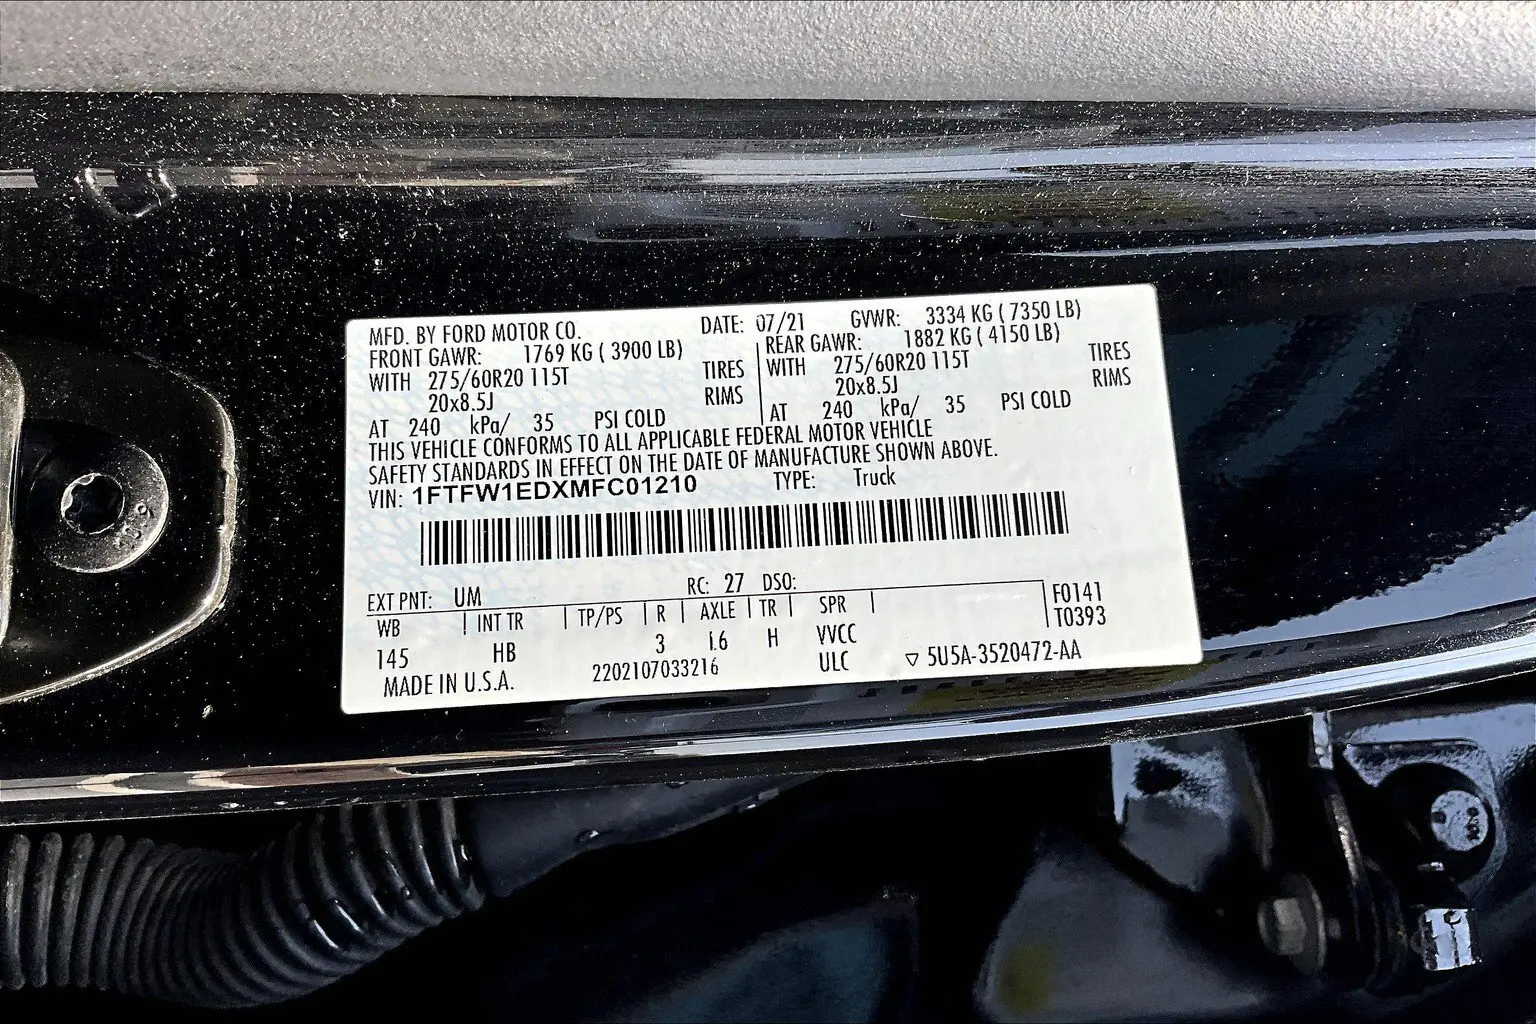 MFD. BY FORD MOTOR CO. DATE: 07/21 GVWR: 3334 KG ( 7350 LB)
FRONT GAWR: 1769 KG ( 3900 LB) REAR GAWR: 1882 KG ( 4150 LB)
WITH 275/60R20 115T TIRES WITH 275/60R20 115T TIRES
20x8.5J RIMS 20x8.5J RIMS
AT 240 kPa/ 35 PSI COLD AT 240 kPa/ 35 PSI COLD
THIS VEHICLE CONFORMS TO ALL APPLICABLE FEDERAL MOTOR VEHICLE
SAFETY STANDARDS IN EFFECT ON THE DATE OF MANUFACTURE SHOWN ABOVE.
VIN: 1FTFW1EDXMFC01210 TYPE: Truck
EXT PNT: UM RC: 27 DSO:
WB INT TR TP/PS R AXLE TR SPR F0141
T0393
145 HB 3 L6 H VVCC
MADE IN U.S.A. 2202107033216 ULC ▽ 5U5A-3520472-AA